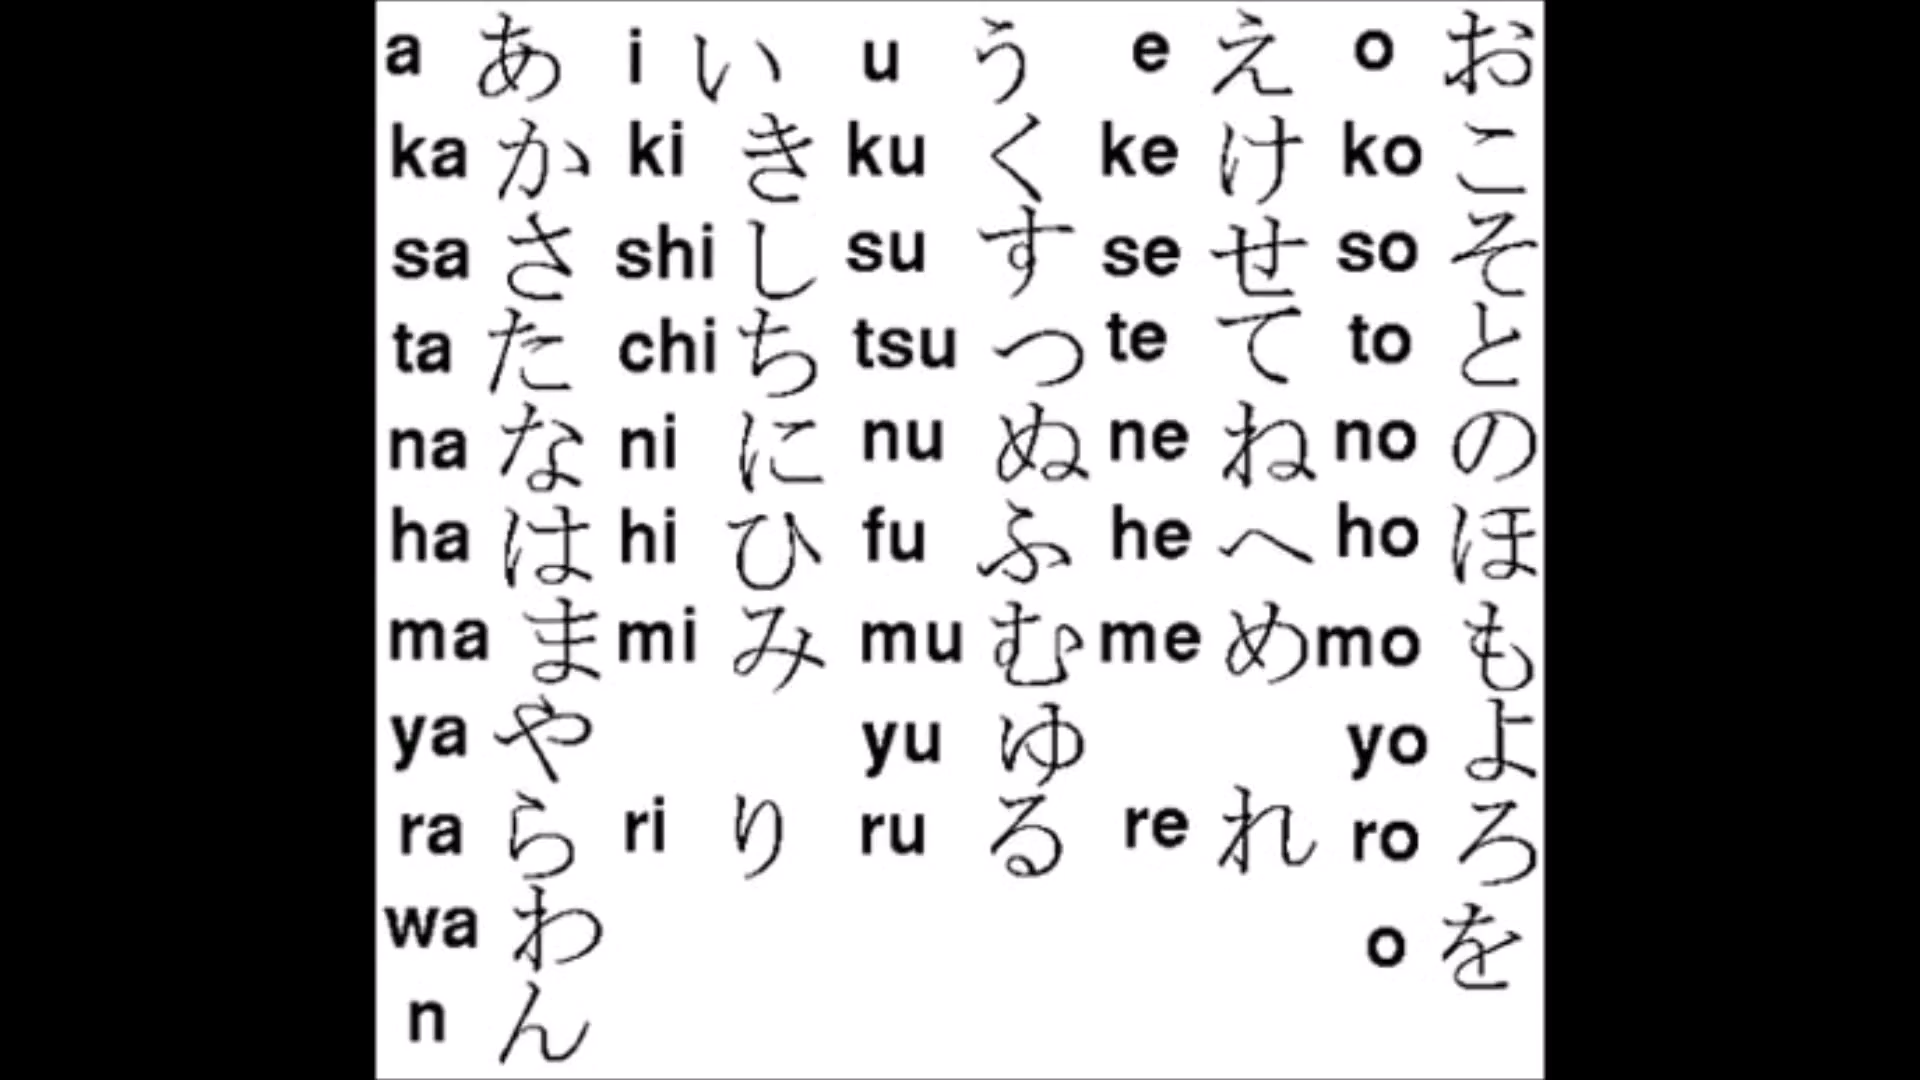 a あ i い u う e え o お
ka か ki き ku く ke け ko こ
sa さ shi し su す se せ so そ
ta た chi ち tsu つ te て to と
na な ni に nu ぬ ne ね no の
ha は hi ひ fu ふ he へ ho ほ
ma ま mi み mu む me め mo も
ya や yu ゆ yo よ
ra ら ri り ru る re れ ro ろ
wa わ o を
n ん